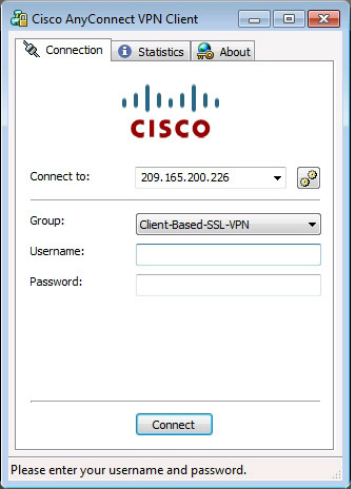 Cisco AnyConnect VPN Client
Connection Statistics About
CISCO
Connect to: 209.165.200.226
Group: Client-Based-SSL-VPN
Username:
Password:
Connect
Please enter your username and password.